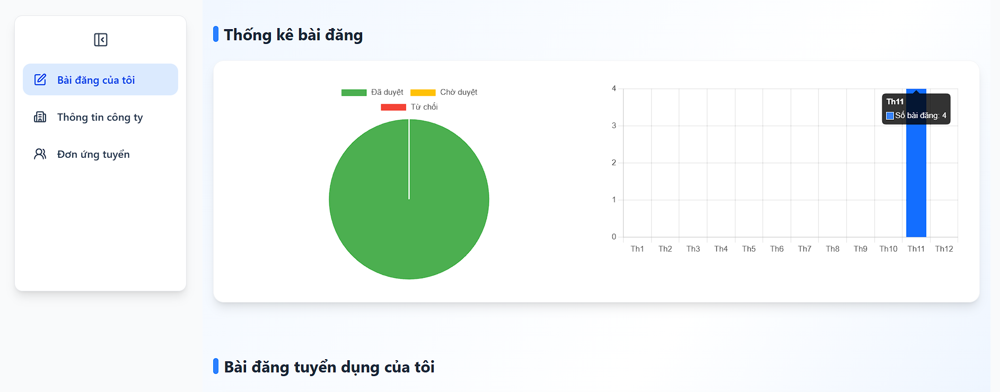 Bài đăng của tôi
Thông tin công ty
Đơn ứng tuyển
Thống kê bài đăng
Đã duyệt Chờ duyệt
Từ chối
4
3
2
1
0
Th11
Số bài đăng: 4
Th1 Th2 Th3 Th4 Th5 Th6 Th7 Th8 Th9 Th10 Th11 Th12
Bài đăng tuyển dụng của tôi